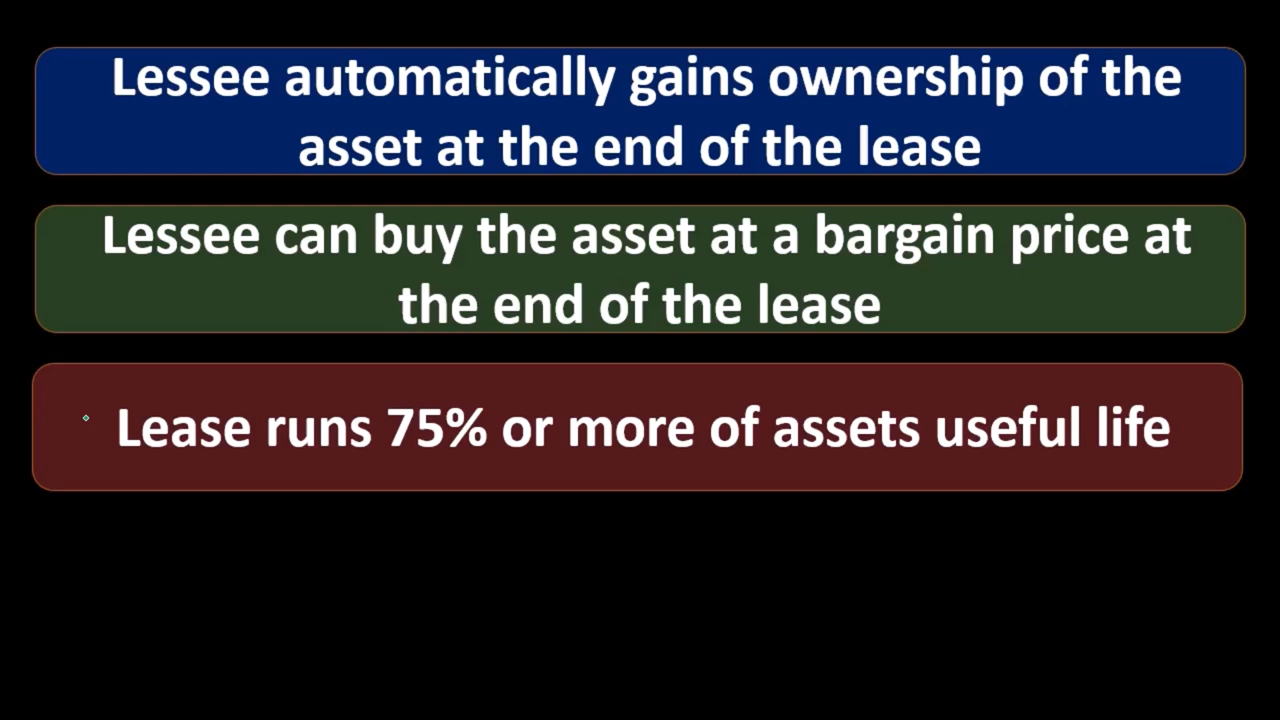 Lessee automatically gains ownership of the
asset at the end of the lease
Lessee can buy the asset at a bargain price at
the end of the lease
Lease runs 75% or more of assets useful life